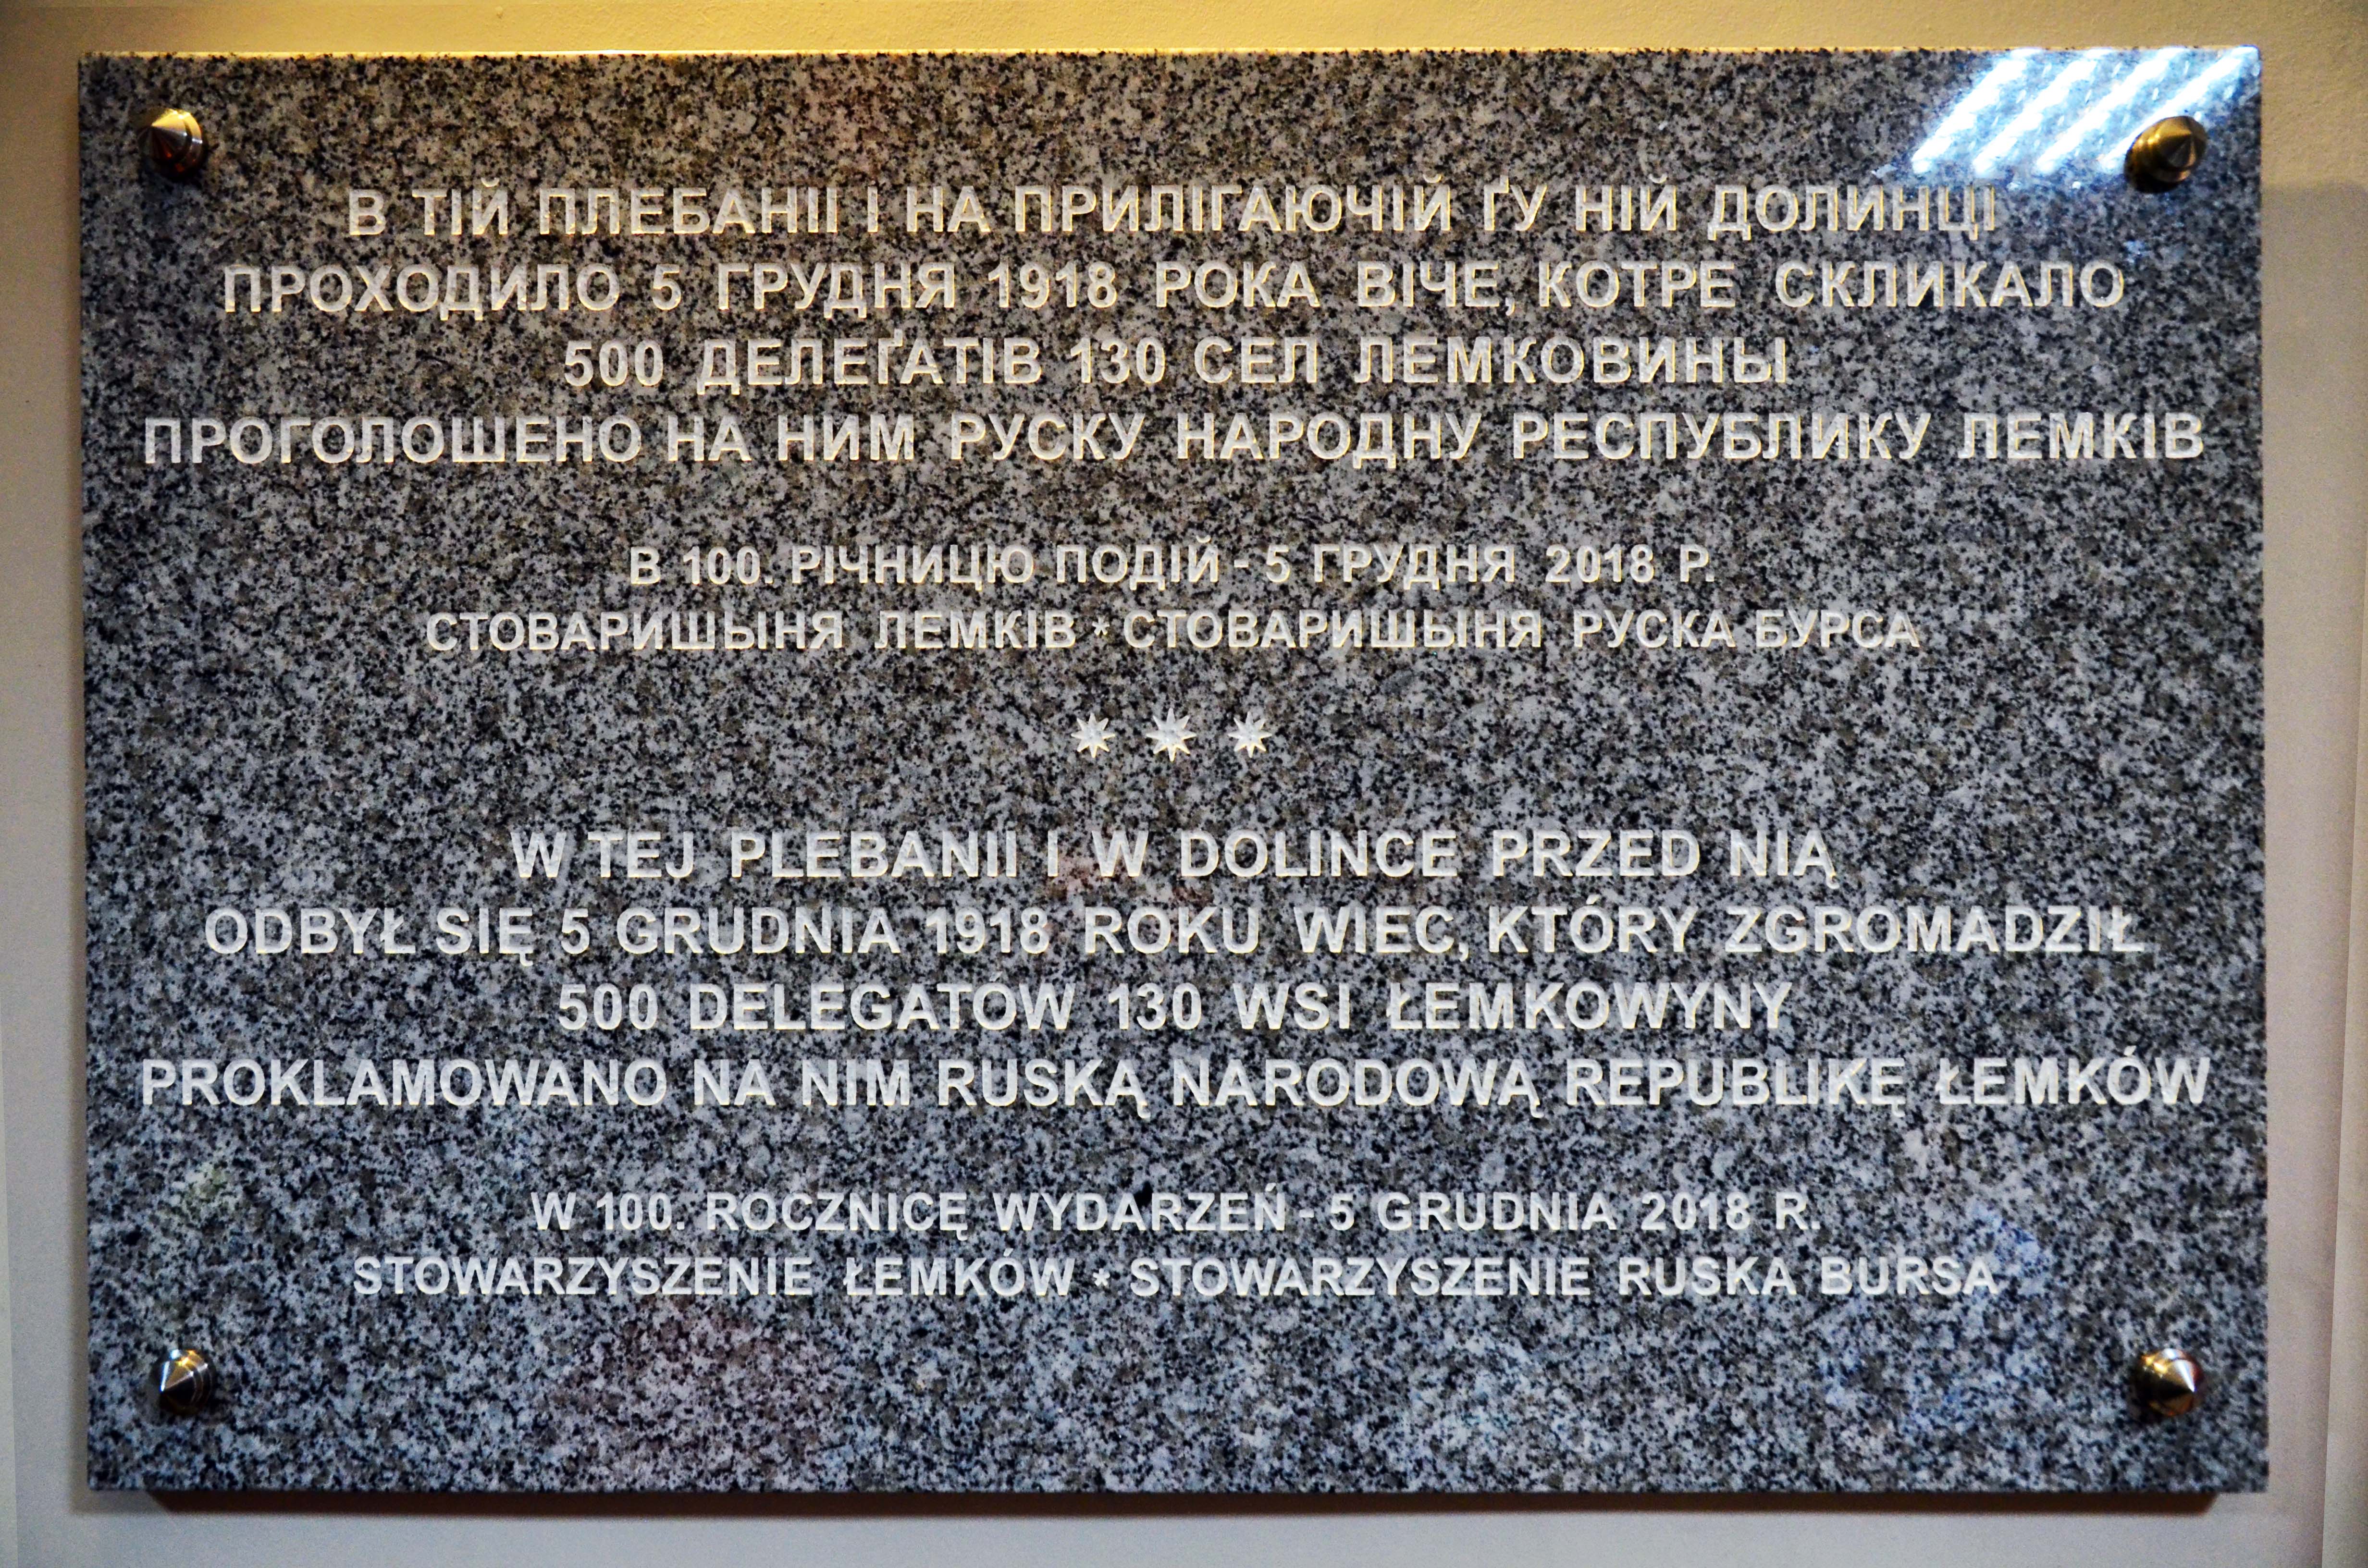 В ТІЙ ПЛЕБАНІІ І НА ПРИЛІГАЮЧІЙ ҐУ НІЙ ДОЛИНЦІ
ПРОХОДИЛО 5 ГРУДНЯ 1918 РОКА ВІЧЕ, КОТРЕ СКЛИКАЛО
500 ДЕЛЕҐАТІВ 130 СЕЛ ЛЕМКОВИНЫ
ПРОГОЛОШЕНО НА НИМ РУСКУ НАРОДНУ РЕСПУБЛИКУ ЛЕМКІВ
В 100. РІЧНИЦЮ ПОДІЙ - 5 ГРУДНЯ 2018 Р.
СТОВАРИШЫНЯ ЛЕМКІВ * СТОВАРИШЫНЯ РУСКА БУРСА
* * *
W TEJ PLEBANII I W DOLINCE PRZED NIĄ
ODBYŁ SIĘ 5 GRUDNIA 1918 ROKU WIEC, KTÓRY ZGROMADZIŁ
500 DELEGATÓW 130 WSI ŁEMKOWYNY
PROKLAMOWANO NA NIM RUSKĄ NARODOWĄ REPUBLIKĘ ŁEMKÓW
W 100. ROCZNICĘ WYDARZEŃ - 5 GRUDNIA 2018 R.
STOWARZYSZENIE ŁEMKÓW * STOWARZYSZENIE RUSKA BURSA